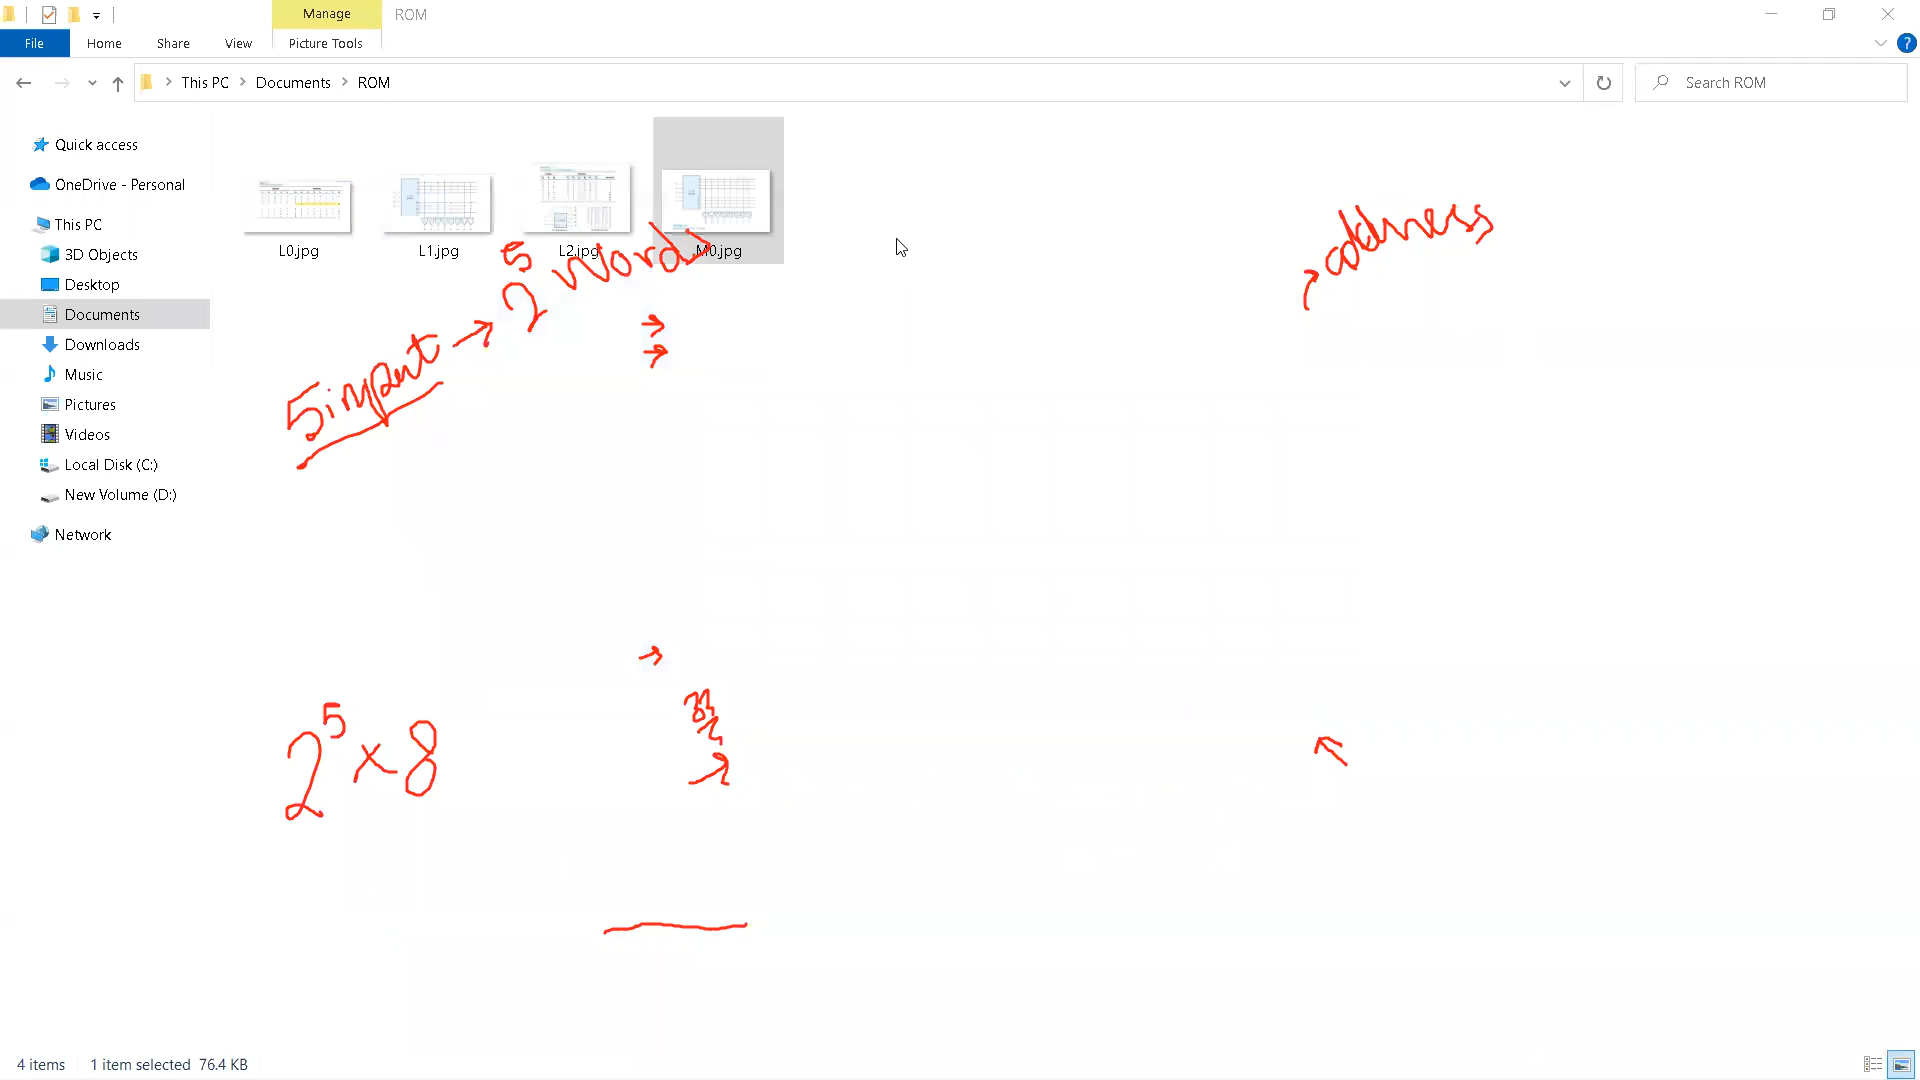 Manage
ROM
File
Home
Share
View
Picture Tools
This PC
Documents
ROM
Search ROM
Quick access
OneDrive - Personal
This PC
3D Objects
Desktop
Documents
Downloads
Music
Pictures
Videos
Local Disk (C:)
New Volume (D:)
Network
L0.jpg
L1.jpg
L2.jpg
M0.jpg
5 input → 2⁵ Words
address
2⁵ × 8
4 items
1 item selected 76.4 KB